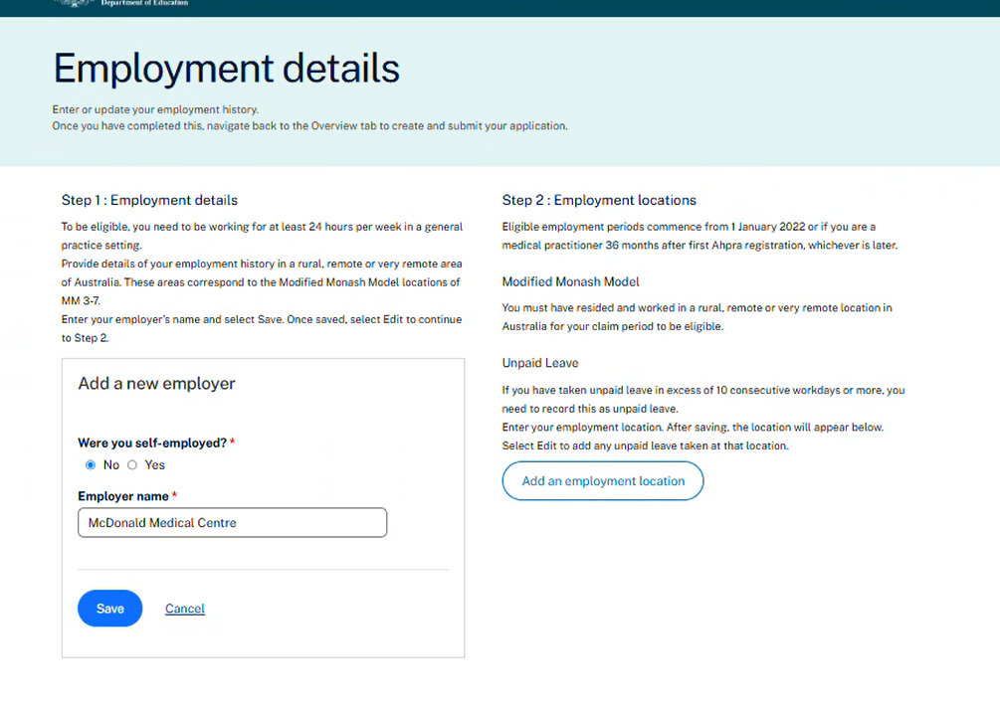 Department of Education
Employment details
Enter or update your employment history.
Once you have completed this, navigate back to the Overview tab to create and submit your application.
Step 1 : Employment details
To be eligible, you need to be working for at least 24 hours per week in a general
practice setting.
Provide details of your employment history in a rural, remote or very remote area
of Australia. These areas correspond to the Modified Monash Model locations of
MM 3-7.
Enter your employer's name and select Save. Once saved, select Edit to continue
to Step 2.
Add a new employer
Were you self-employed? *
No Yes
Employer name *
McDonald Medical Centre
Save Cancel
Step 2 : Employment locations
Eligible employment periods commence from 1 January 2022 or if you are a
medical practitioner 36 months after first Ahpra registration, whichever is later.
Modified Monash Model
You must have resided and worked in a rural, remote or very remote location in
Australia for your claim period to be eligible.
Unpaid Leave
If you have taken unpaid leave in excess of 10 consecutive workdays or more, you
need to record this as unpaid leave.
Enter your employment location. After saving, the location will appear below.
Select Edit to add any unpaid leave taken at that location.
Add an employment location